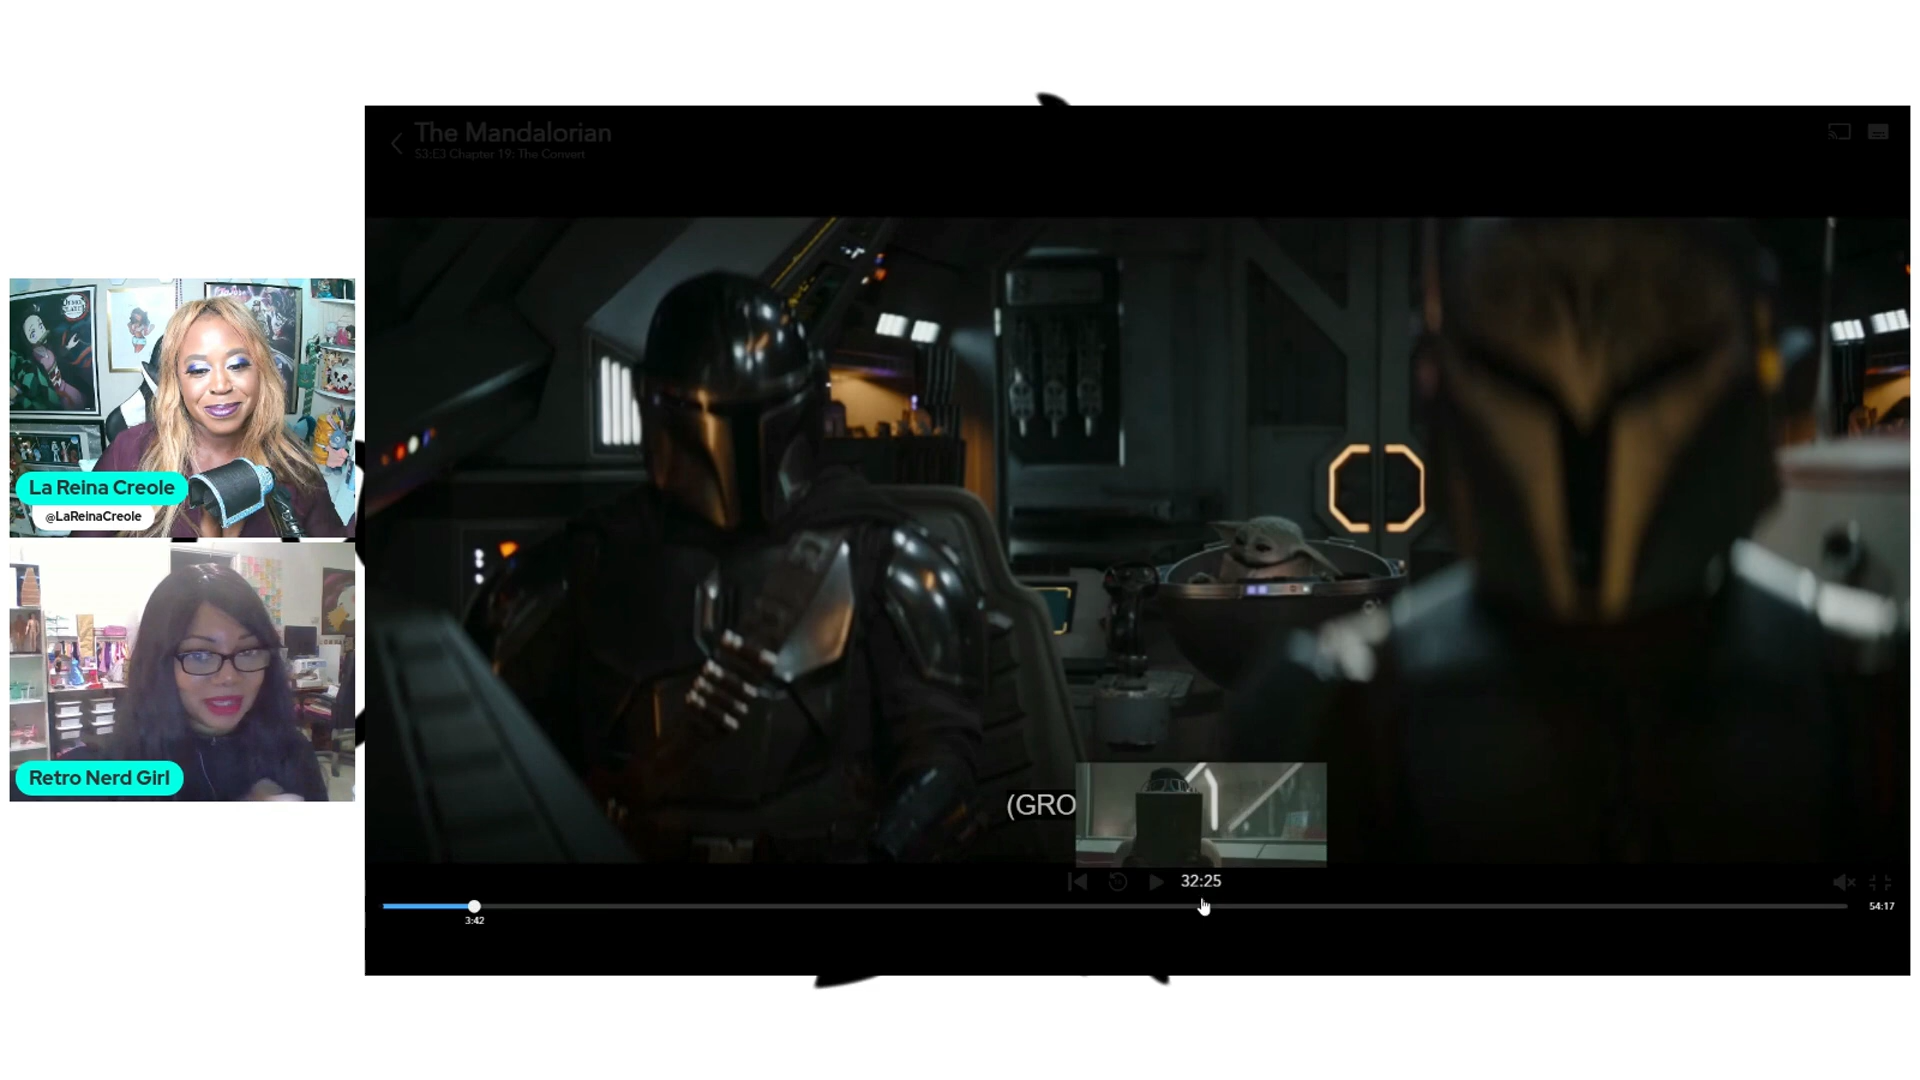 The Mandalorian
S3:E3 Chapter 19: The Convert
La Reina Creole
@LaReinaCreole
Retro Nerd Girl
(GRO
32:25
3:42
54:17